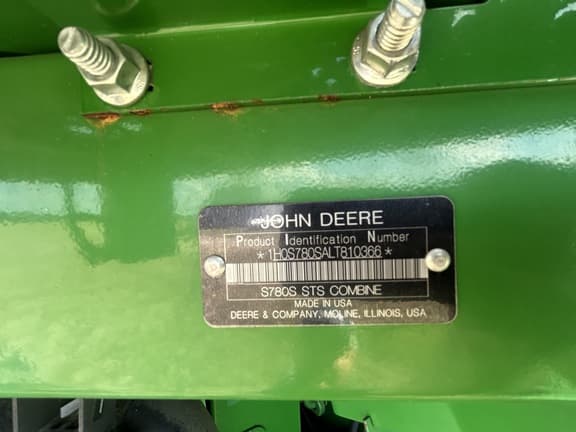 JOHN DEERE
Product Identification Number
*1H0S780SALT810366*
S780S STS COMBINE
MADE IN USA
DEERE & COMPANY, MOLINE, ILLINOIS, USA